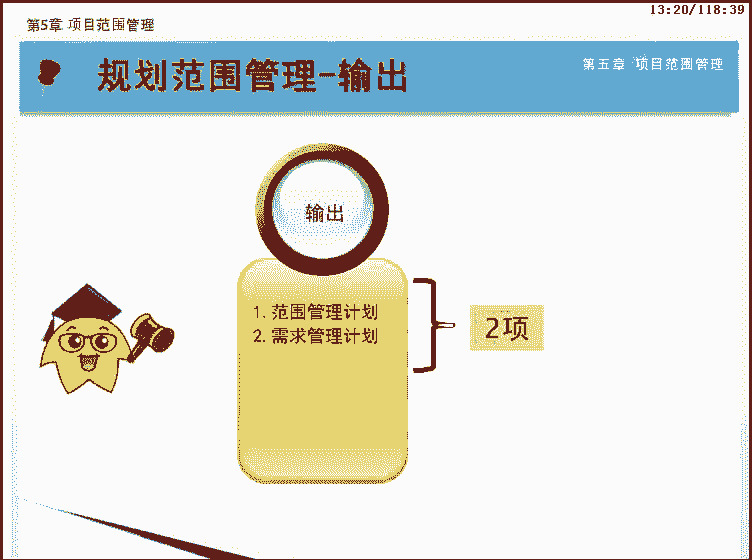 13:20/118:39
第5章 项目范围管理
规划范围管理-输出
第五章 项目范围管理
输出
1.范围管理计划
2.需求管理计划
2项